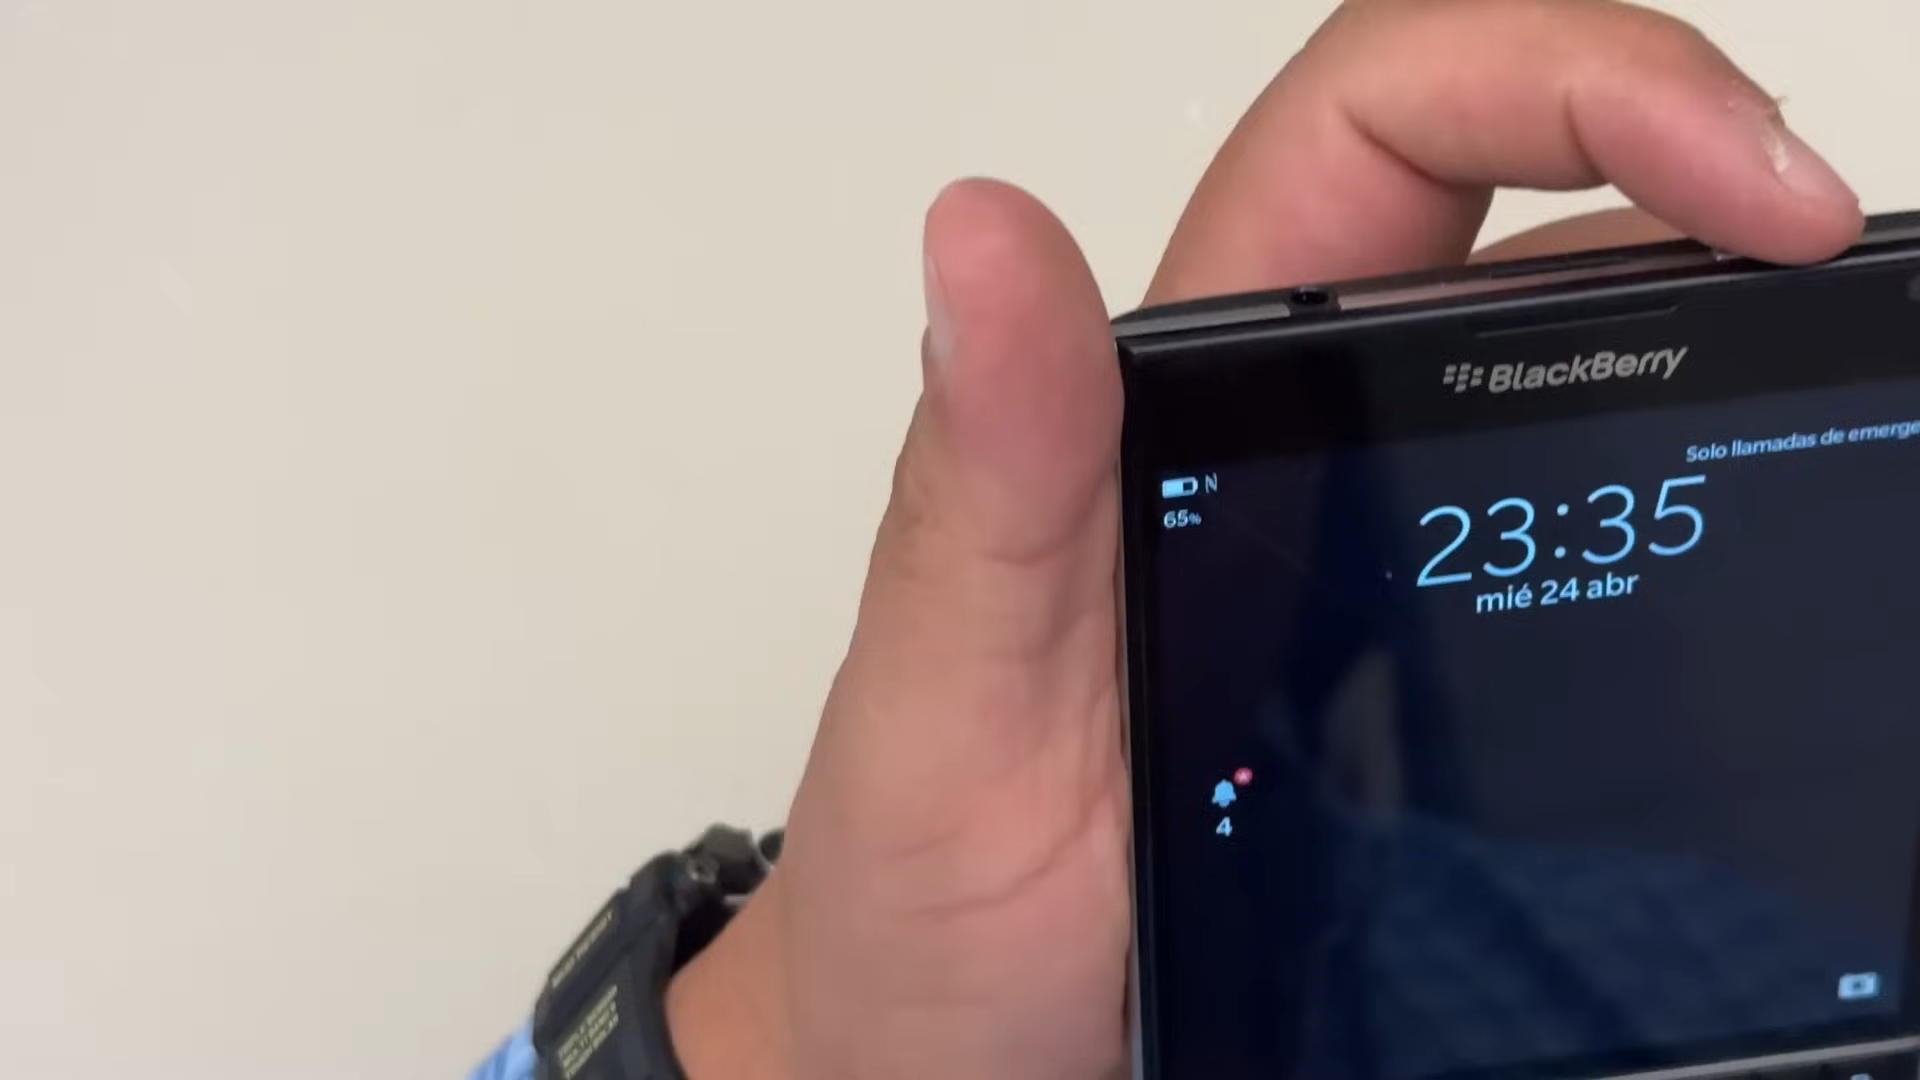 BlackBerry
Solo llamadas de emerge
N
65%
23:35
mié 24 abr
4